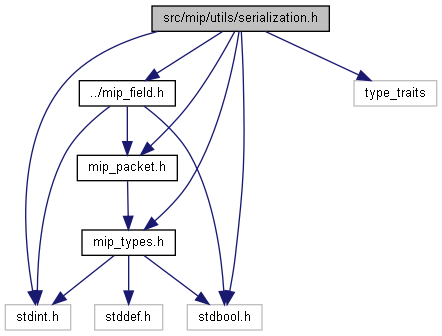 src/mip/utils/serialization.h
../mip_field.h
type_traits
mip_packet.h
mip_types.h
stdint.h
stddef.h
stdbool.h